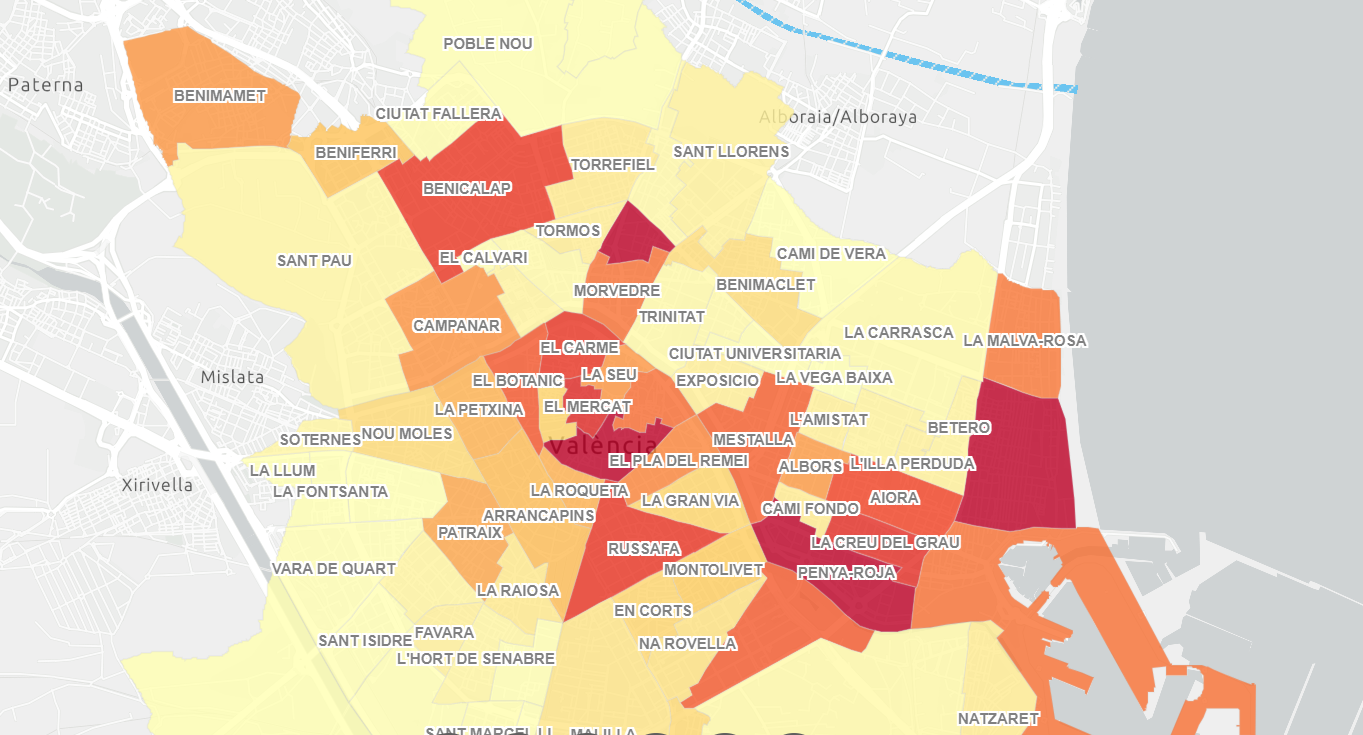 POBLE NOU
Paterna
BENIMAMET
CIUTAT FALLERA
Alboraia/Alboraya
BENIFERRI
SANT LLORENS
TORREFIEL
BENICALAP
TORMOS
CAMI DE VERA
EL CALVARI
SANT PAU
BENIMACLET
MORVEDRE
TRINITAT
CAMPANAR
LA CARRASCA
LA MALVA-ROSA
EL CARME
CIUTAT UNIVERSITARIA
Mislata
LA SEU
EL BOTANIC
EXPOSICIO
LA VEGA BAIXA
EL MERCAT
LA PETXINA
L'AMISTAT
BETERO
NOU MOLES
SOTERNES
MESTALLA
València
EL PLA DEL REMEI
ALBORS
L'ILLA PERDUDA
LA LLUM
Xirivella
LA FONTSANTA
LA ROQUETA
LA GRAN VIA
AIORA
CAMI FONDO
ARRANCAPINS
PATRAIX
LA CREU DEL GRAU
RUSSAFA
VARA DE QUART
MONTOLIVET
PENYA-ROJA
LA RAIOSA
EN CORTS
FAVARA
SANT ISIDRE
NA ROVELLA
L'HORT DE SENABRE
NATZARET